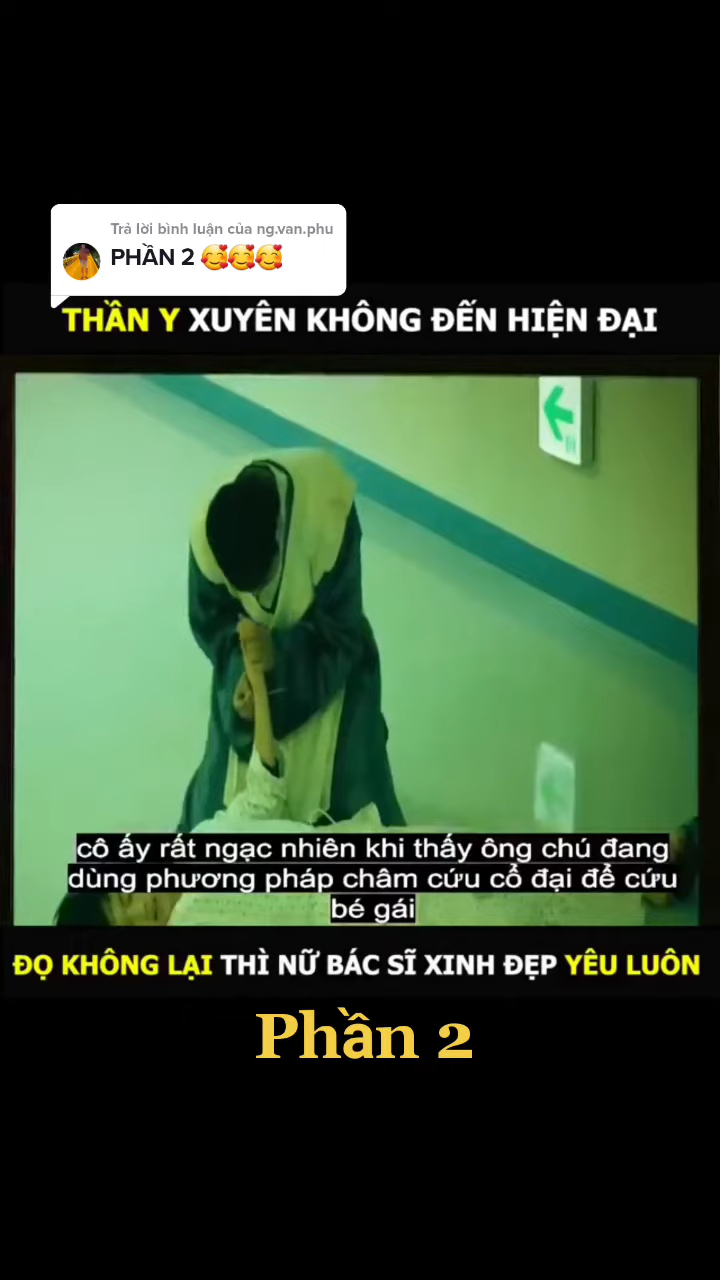 Trả lời bình luận của ng.van.phu
PHẦN 2 🥰🥰🥰
THẦN Y XUYÊN KHÔNG ĐẾN HIỆN ĐẠI
cô ấy rất ngạc nhiên khi thấy ông chú đang
dùng phương pháp châm cứu cổ đại để cứu
bé gái
ĐỌ KHÔNG LẠI THÌ NỮ BÁC SĨ XINH ĐẸP YÊU LUÔN
Phần 2